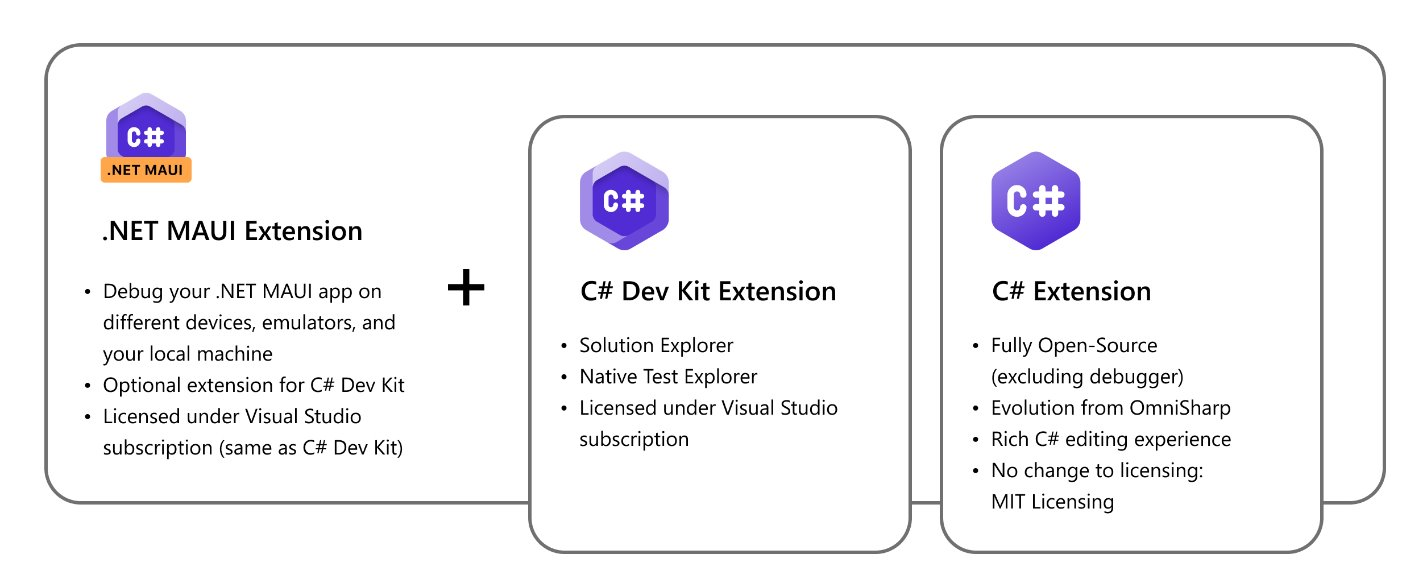 C#
.NET MAUI
.NET MAUI Extension
• Debug your .NET MAUI app on
different devices, emulators, and
your local machine
• Optional extension for C# Dev Kit
• Licensed under Visual Studio
subscription (same as C# Dev Kit)
+
C#
C# Dev Kit Extension
• Solution Explorer
• Native Test Explorer
• Licensed under Visual Studio
subscription
C#
C# Extension
• Fully Open-Source
(excluding debugger)
• Evolution from OmniSharp
• Rich C# editing experience
• No change to licensing:
MIT Licensing